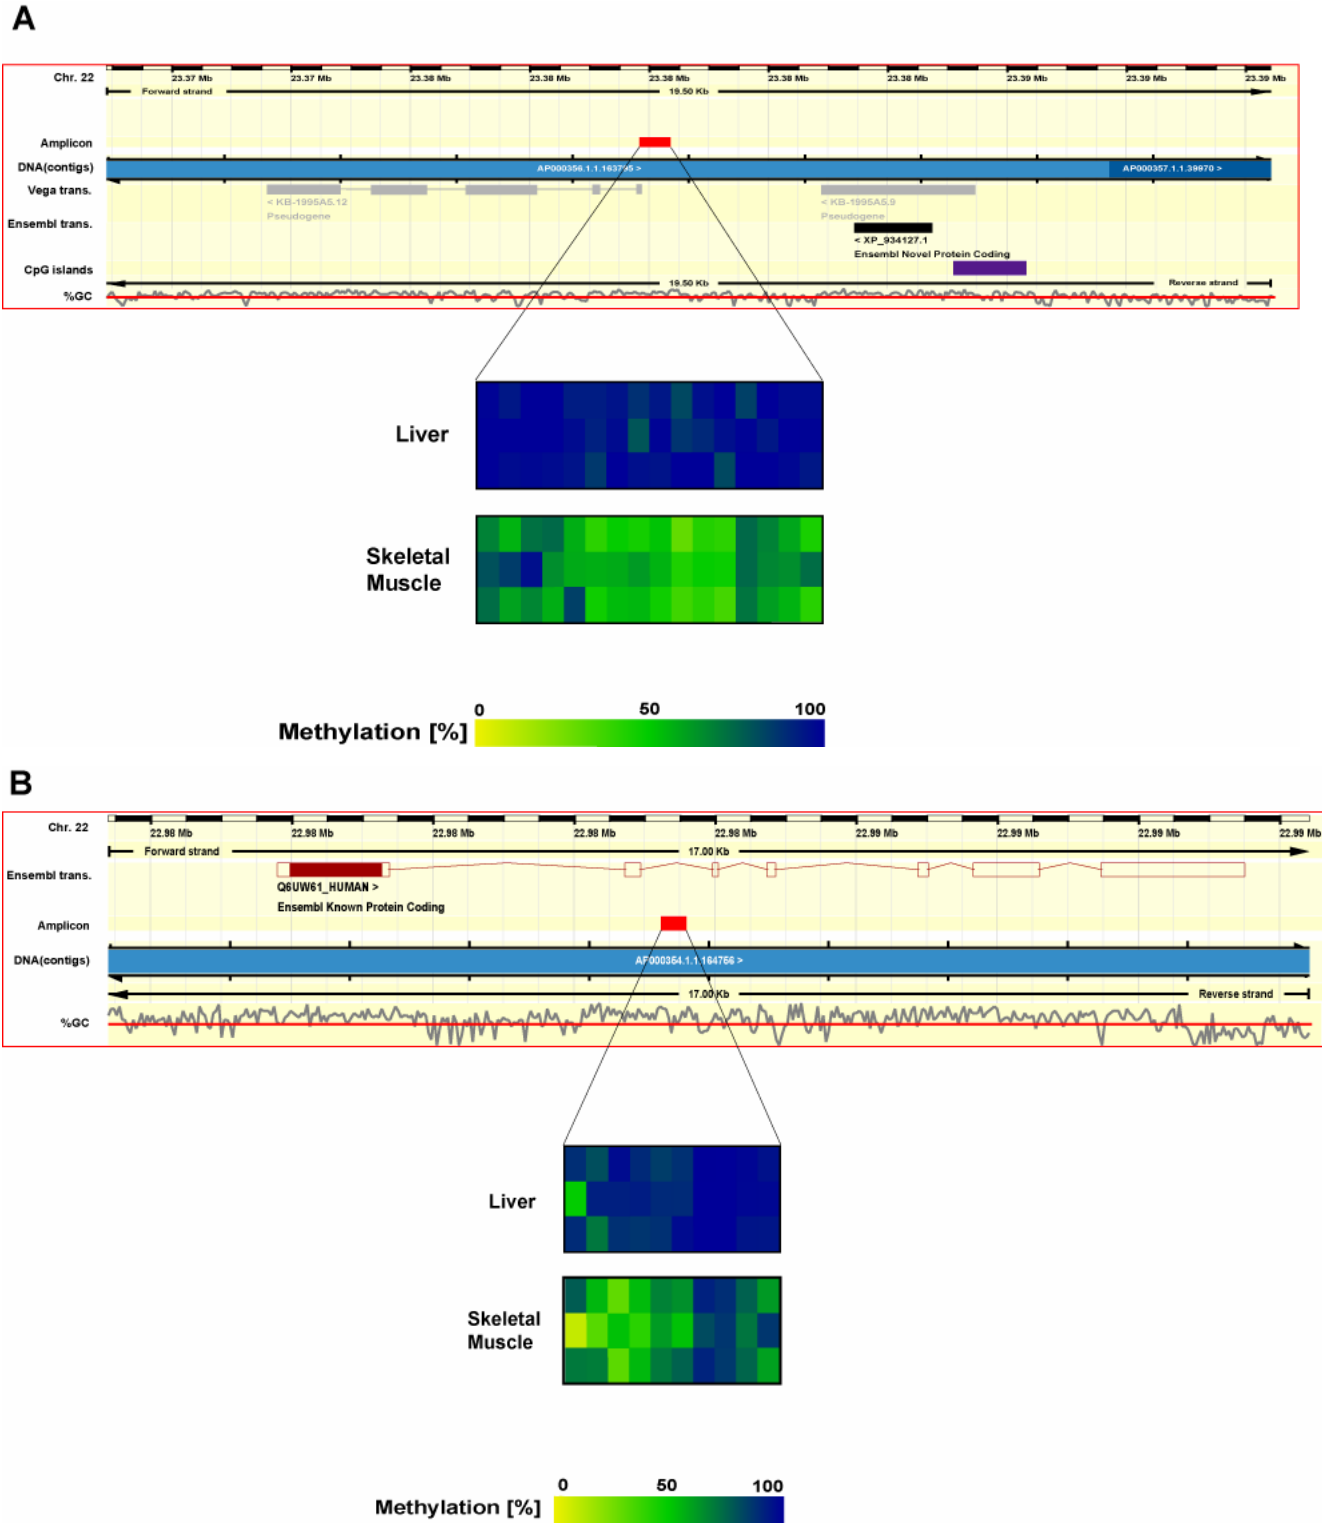 A
Chr. 22
23.37 Mb 23.37 Mb 23.38 Mb 23.38 Mb 23.38 Mb 23.38 Mb 23.38 Mb 23.39 Mb 23.39 Mb 23.39 Mb
Forward strand 19.50 Kb
Amplicon
DNA(contigs) AP000356.1.1.163795 > AP000357.1.1.39970 >
Vega trans.
< KB-1995A5.12 < KB-1995A5.9
Pseudogene Pseudogene
Ensembl trans.
< XP_934127.1
Ensembl Novel Protein Coding
CpG islands
19.50 Kb Reverse strand
%GC
Liver
Skeletal
Muscle
0 50 100
Methylation [%]
B
Chr. 22
22.98 Mb 22.98 Mb 22.98 Mb 22.98 Mb 22.98 Mb 22.99 Mb 22.99 Mb 22.99 Mb 22.99 Mb
Forward strand 17.00 Kb
Ensembl trans.
Q6UW61_HUMAN >
Ensembl Known Protein Coding
Amplicon
DNA(contigs) AP000354.1.1.164756 >
17.00 Kb Reverse strand
%GC
Liver
Skeletal
Muscle
0 50 100
Methylation [%]